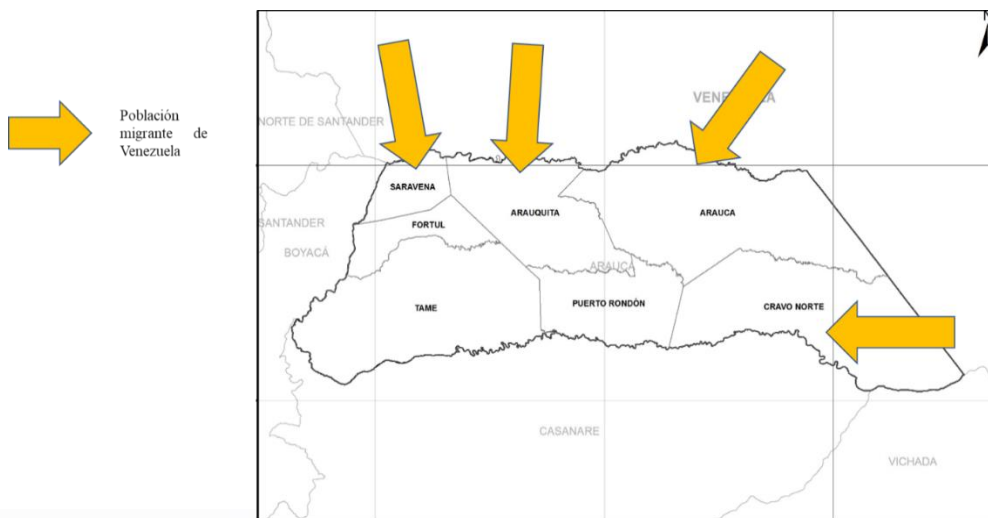 N
Población
migrante de
Venezuela
NORTE DE SANTANDER
SARAVENA
ARAUQUITA
ARAUCA
SANTANDER
FORTUL
BOYACÁ
ARAUCA
TAME
PUERTO RONDÓN
CRAVO NORTE
CASANARE
VICHADA